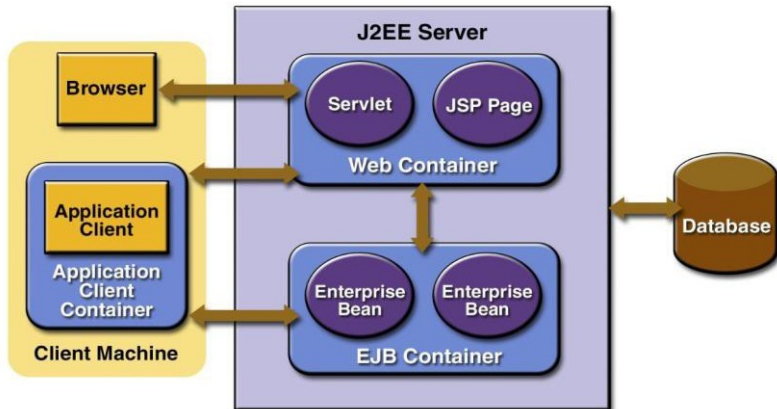 J2EE Server
Browser
Servlet
JSP Page
Web Container
Application
Client
Application
Client
Container
Client Machine
Enterprise
Bean
Enterprise
Bean
EJB Container
Database